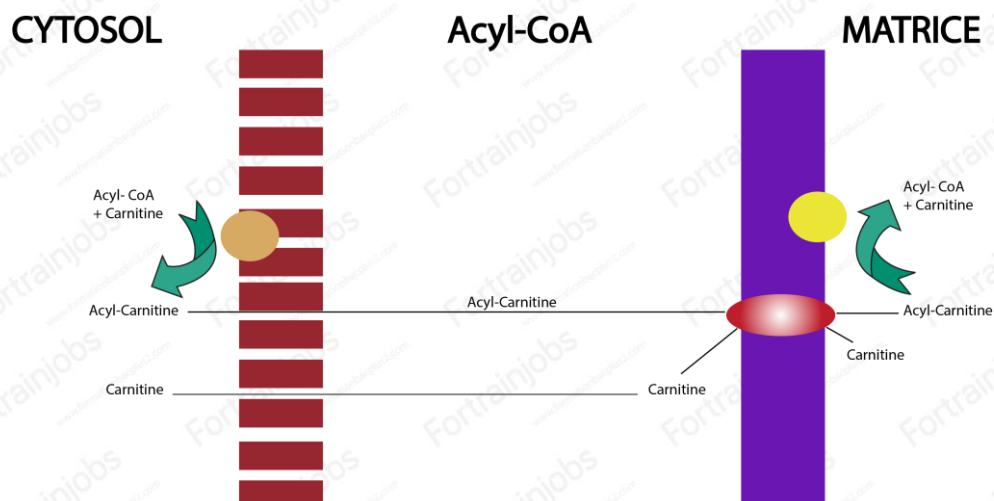 CYTOSOL
Acyl-CoA
MATRICE
Acyl- CoA
+ Carnitine
Acyl-Carnitine
Carnitine
Acyl-Carnitine
Carnitine
Acyl- CoA
+ Carnitine
Acyl-Carnitine
Carnitine
Fortrainjobs